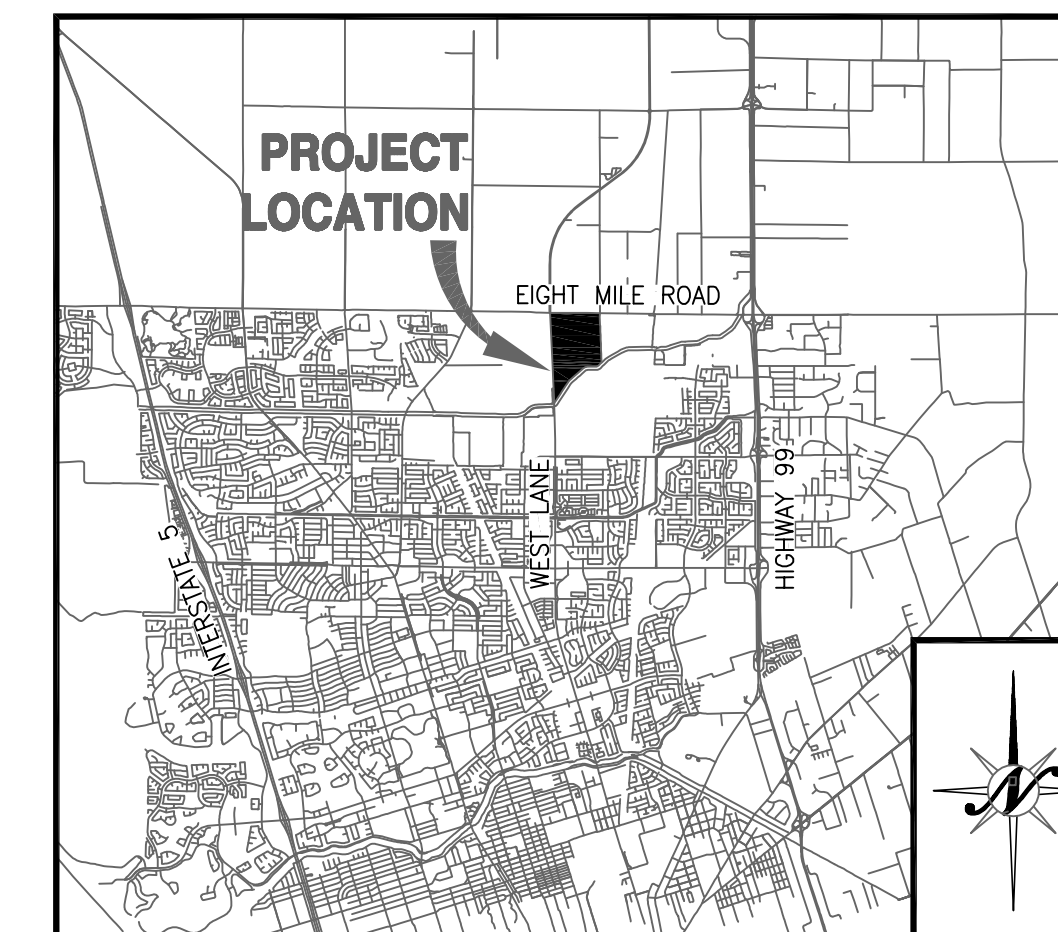 PROJECT
LOCATION
EIGHT MILE ROAD
WEST LANE
HIGHWAY 99
INTERSTATE 5
N